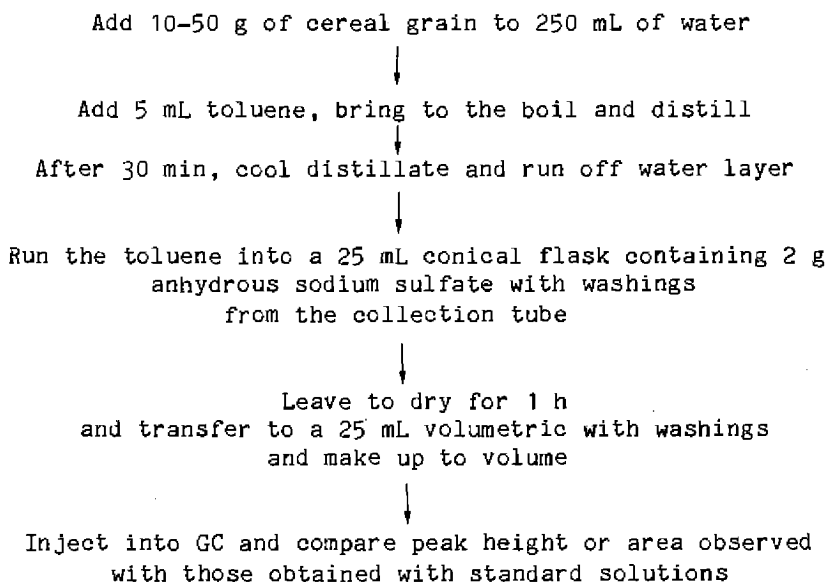 Add 10-50 g of cereal grain to 250 mL of water
Add 5 mL toluene, bring to the boil and distill
After 30 min, cool distillate and run off water layer
Run the toluene into a 25 mL conical flask containing 2 g
anhydrous sodium sulfate with washings
from the collection tube
Leave to dry for 1 h
and transfer to a 25 mL volumetric with washings
and make up to volume
Inject into GC and compare peak height or area observed
with those obtained with standard solutions